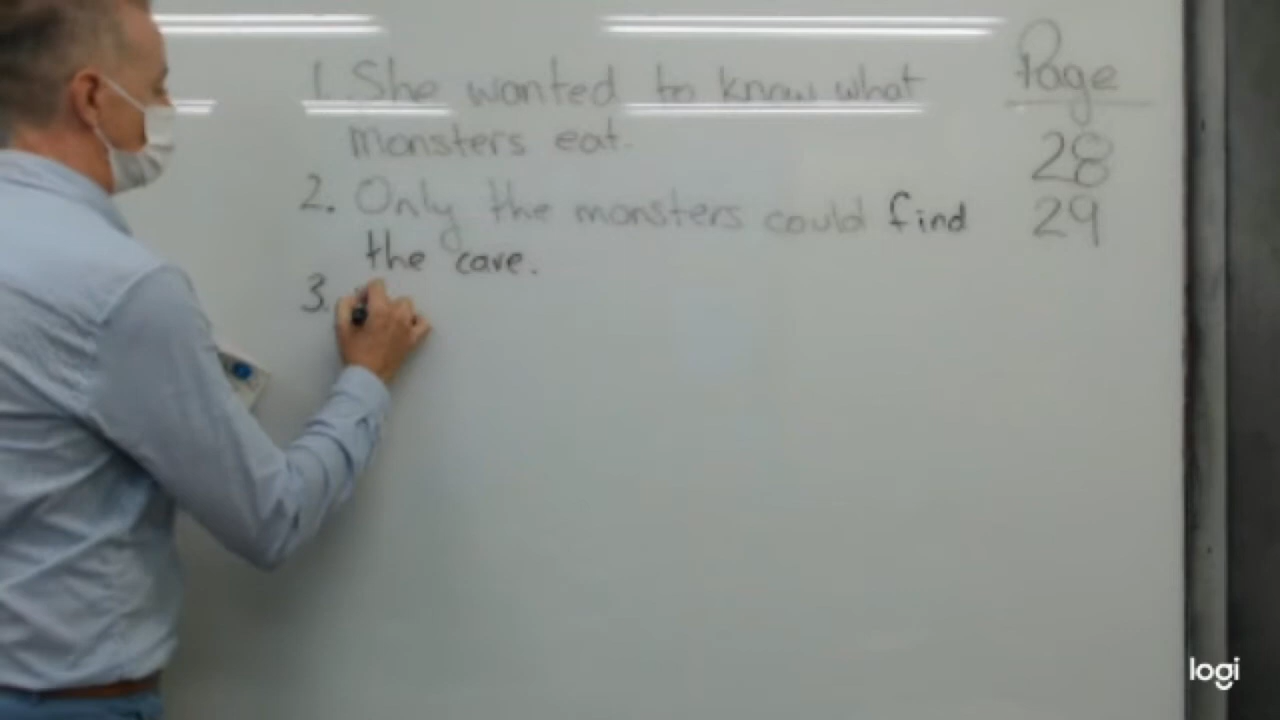 1. She wanted to know what
Page
monsters eat.
28
2. Only the monsters could find
29
the cave.
3.
logi